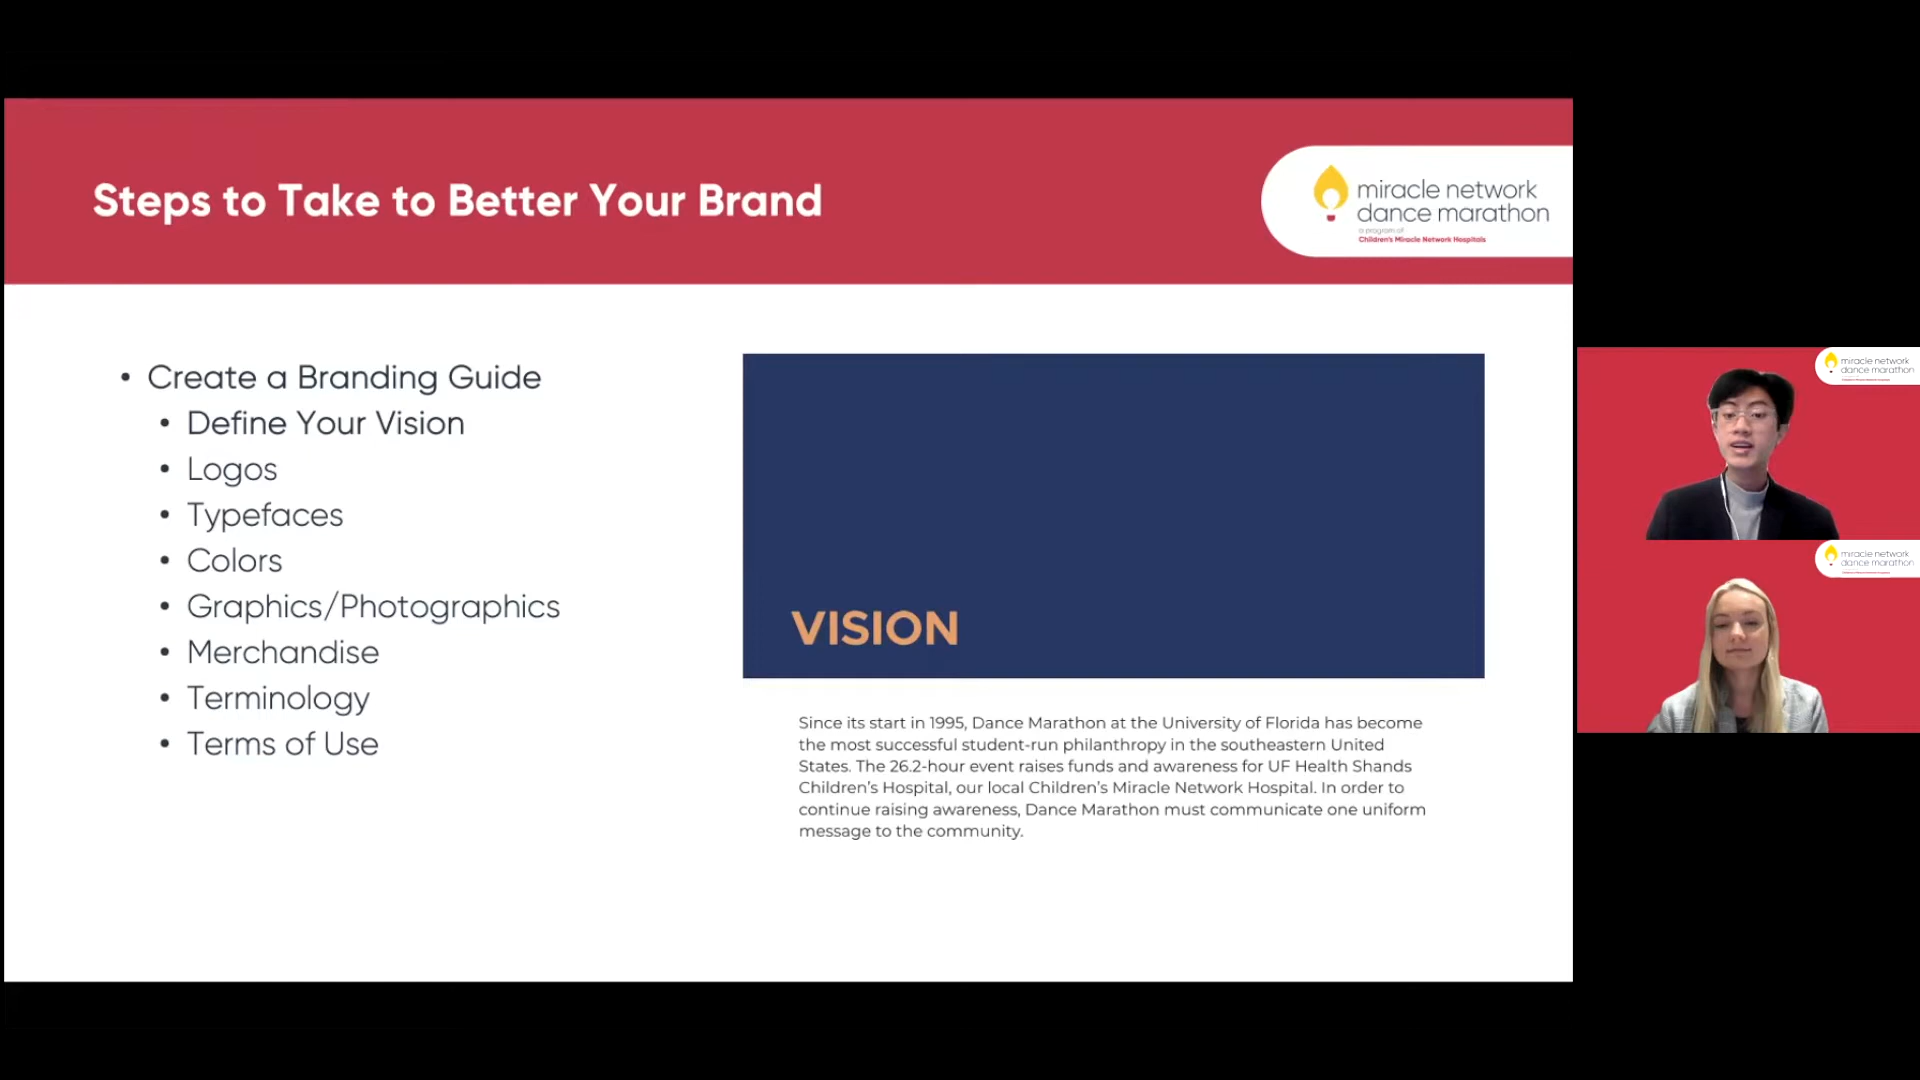 Steps to Take to Better Your Brand
miracle network
dance marathon
a program of
Children's Miracle Network Hospitals
• Create a Branding Guide
• Define Your Vision
• Logos
• Typefaces
• Colors
• Graphics/Photographics
• Merchandise
• Terminology
• Terms of Use
VISION
Since its start in 1995, Dance Marathon at the University of Florida has become
the most successful student-run philanthropy in the southeastern United
States. The 26.2-hour event raises funds and awareness for UF Health Shands
Children's Hospital, our local Children's Miracle Network Hospital. In order to
continue raising awareness, Dance Marathon must communicate one uniform
message to the community.
miracle network
dance marathon
miracle network
dance marathon